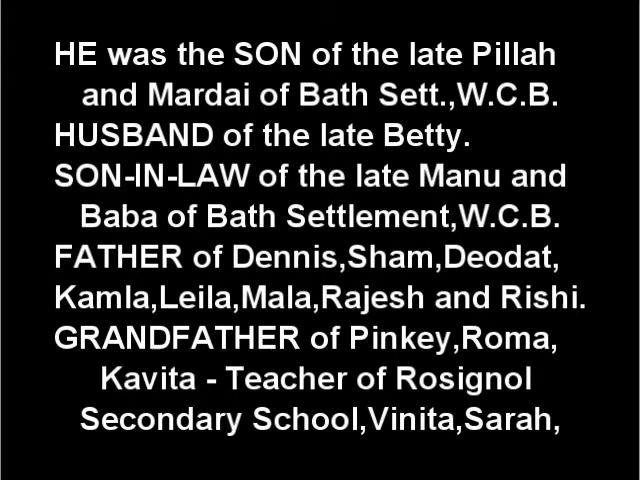 HE was the SON of the late Pillah
and Mardai of Bath Sett.,W.C.B.
HUSBAND of the late Betty.
SON-IN-LAW of the late Manu and
Baba of Bath Settlement,W.C.B.
FATHER of Dennis,Sham,Deodat,
Kamla,Leila,Mala,Rajesh and Rishi.
GRANDFATHER of Pinkey,Roma,
Kavita - Teacher of Rosignol
Secondary School,Vinita,Sarah,